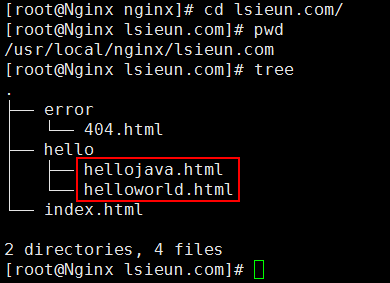 [root@Nginx nginx]# cd lsieun.com/
[root@Nginx lsieun.com]# pwd
/usr/local/nginx/lsieun.com
[root@Nginx lsieun.com]# tree
.
├── error
│   └── 404.html
├── hello
│   ├── hellojava.html
│   └── helloworld.html
└── index.html

2 directories, 4 files
[root@Nginx lsieun.com]#